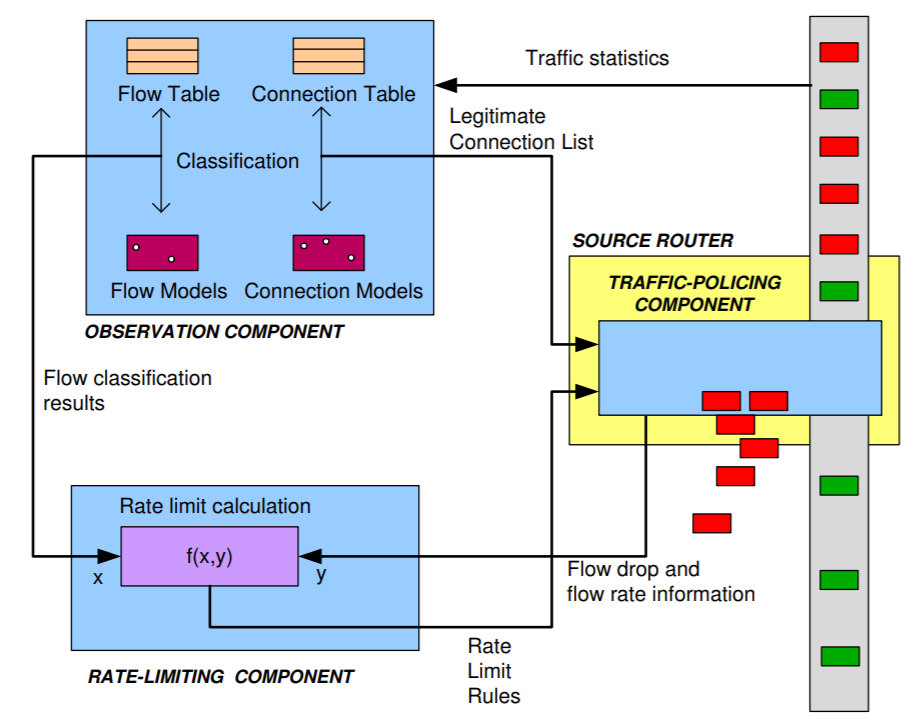 Flow Table
Connection Table
Classification
Flow Models
Connection Models
OBSERVATION COMPONENT
Traffic statistics
Legitimate
Connection List
SOURCE ROUTER
TRAFFIC-POLICING
COMPONENT
Flow classification
results
Rate limit calculation
f(x,y)
x
y
Flow drop and
flow rate information
Rate
Limit
Rules
RATE-LIMITING COMPONENT